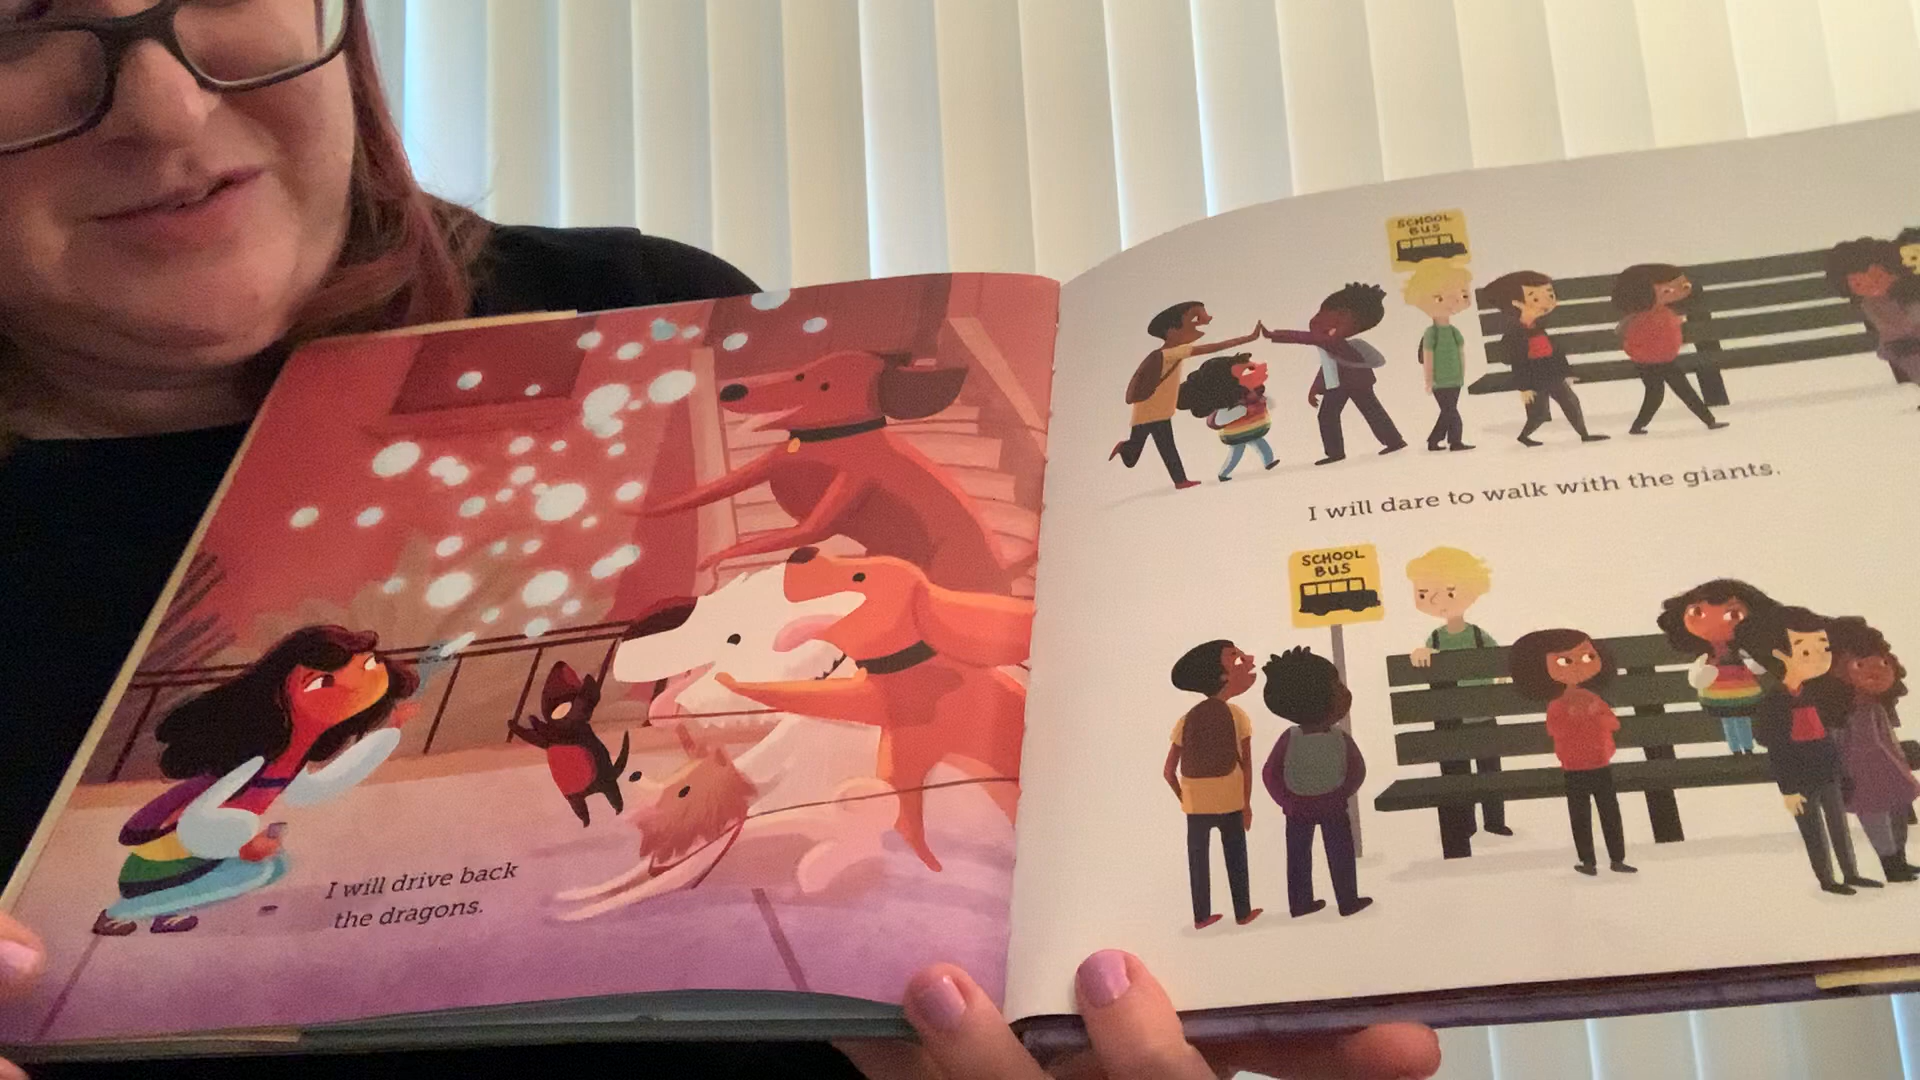 I will drive back
the dragons.
SCHOOL
BUS
I will dare to walk with the giants.
SCHOOL
BUS